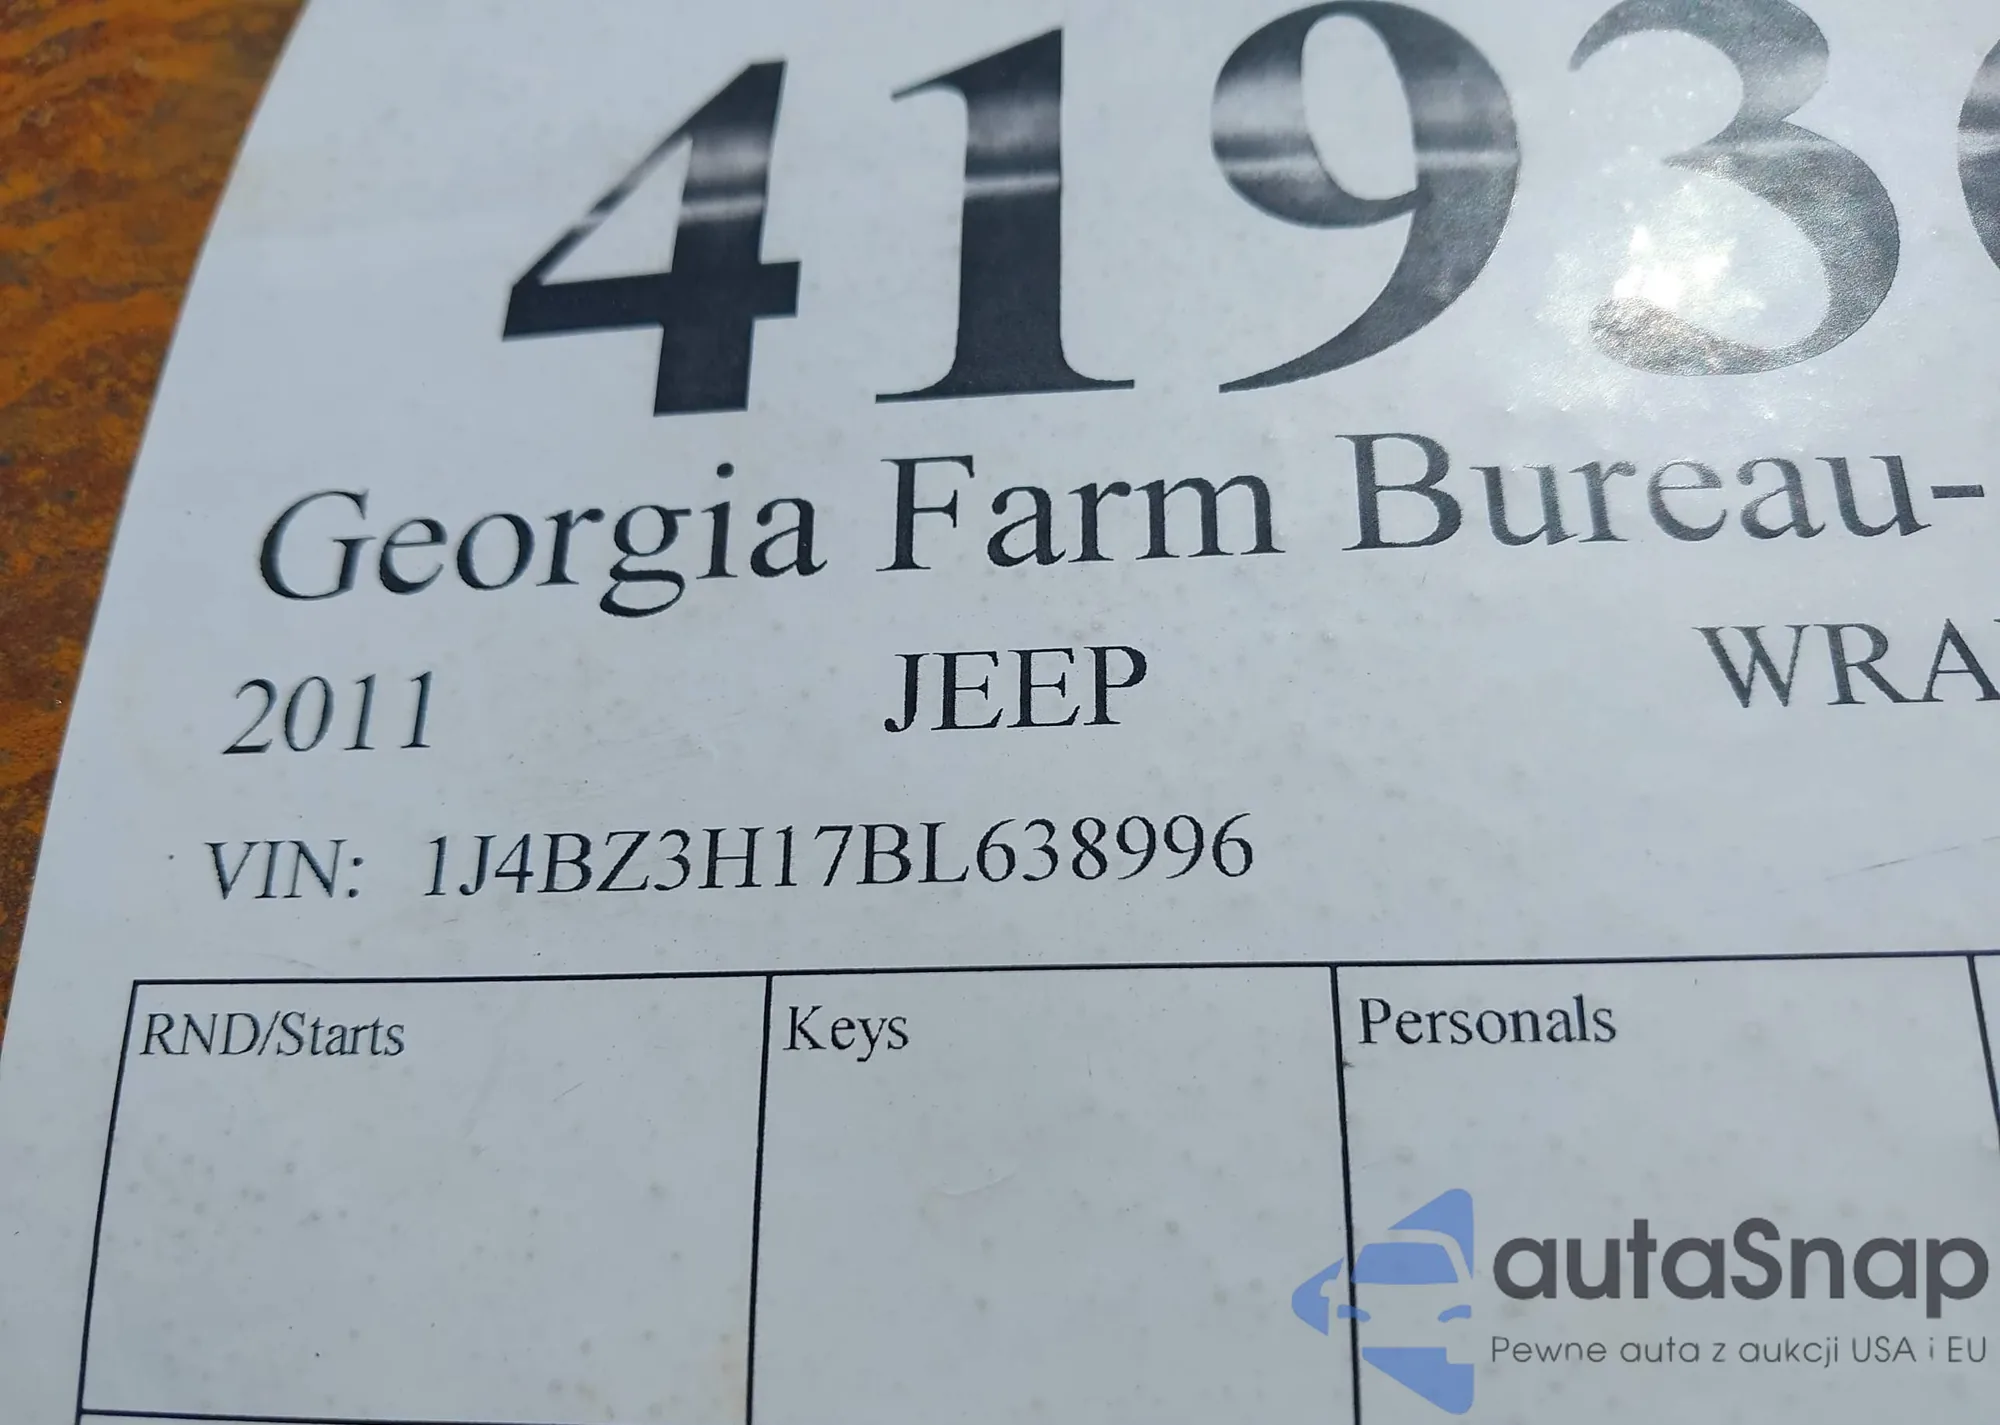 4193
Georgia Farm Bureau-
2011 JEEP WRA
VIN: 1J4BZ3H17BL638996
RND/Starts Keys Personals
autaSnap
Pewne auta z aukcji USA i EU